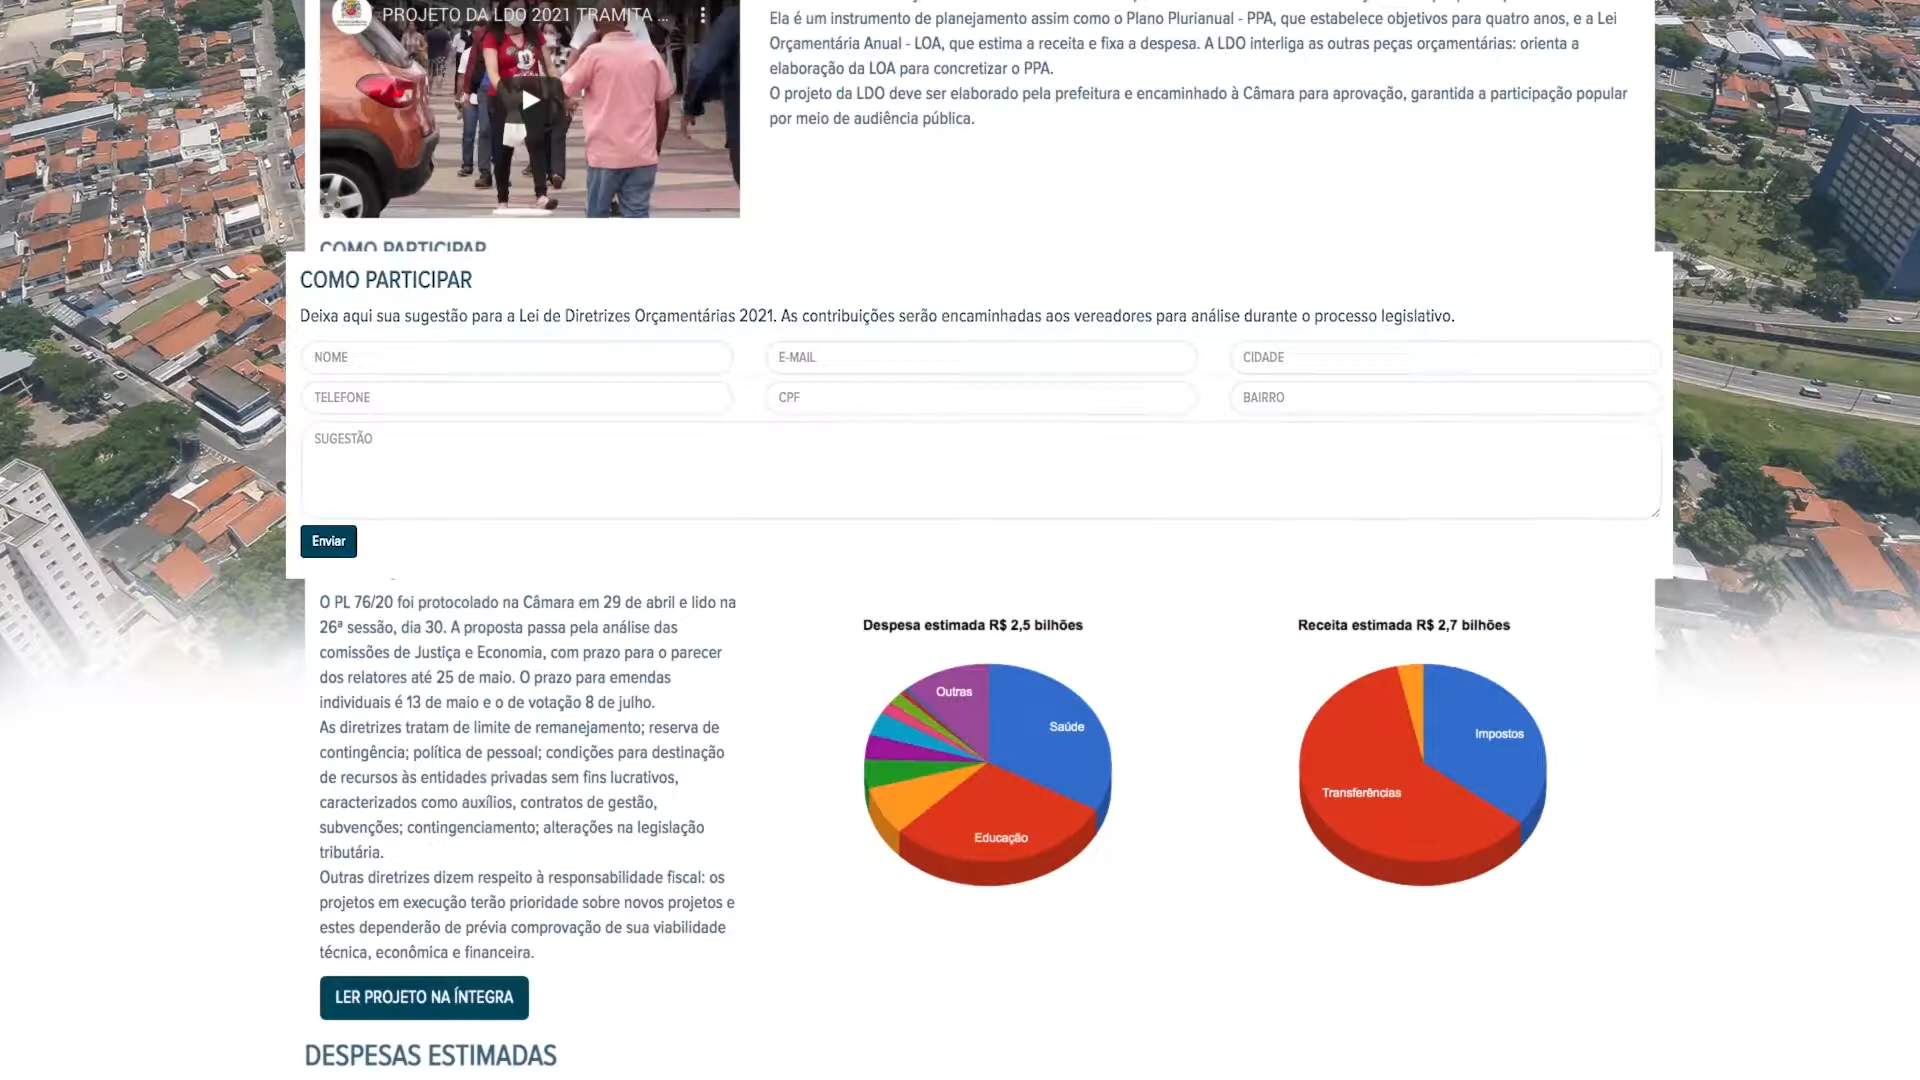 PROJETO DA LDO 2021 TRAMITA ...
Ela é um instrumento de planejamento assim como o Plano Plurianual - PPA, que estabelece objetivos para quatro anos, e a Lei
Orçamentária Anual - LOA, que estima a receita e fixa a despesa. A LDO interliga as outras peças orçamentárias: orienta a
elaboração da LOA para concretizar o PPA.
O projeto da LDO deve ser elaborado pela prefeitura e encaminhado à Câmara para aprovação, garantida a participação popular
por meio de audiência pública.
COMO PARTICIPAR
COMO PARTICIPAR
Deixa aqui sua sugestão para a Lei de Diretrizes Orçamentárias 2021. As contribuições serão encaminhadas aos vereadores para análise durante o processo legislativo.
NOME
E-MAIL
CIDADE
TELEFONE
CPF
BAIRRO
SUGESTÃO
Enviar
O PL 76/20 foi protocolado na Câmara em 29 de abril e lido na
26ª sessão, dia 30. A proposta passa pela análise das
comissões de Justiça e Economia, com prazo para o parecer
dos relatores até 25 de maio. O prazo para emendas
individuais é 13 de maio e o de votação 8 de julho.
As diretrizes tratam de limite de remanejamento; reserva de
contingência; política de pessoal; condições para destinação
de recursos às entidades privadas sem fins lucrativos,
caracterizados como auxílios, contratos de gestão,
subvenções; contingenciamento; alterações na legislação
tributária.
Outras diretrizes dizem respeito à responsabilidade fiscal: os
projetos em execução terão prioridade sobre novos projetos e
estes dependerão de prévia comprovação de sua viabilidade
técnica, econômica e financeira.
LER PROJETO NA ÍNTEGRA
Despesa estimada R$ 2,5 bilhões
Outras
Saúde
Educação
Receita estimada R$ 2,7 bilhões
Impostos
Transferências
DESPESAS ESTIMADAS